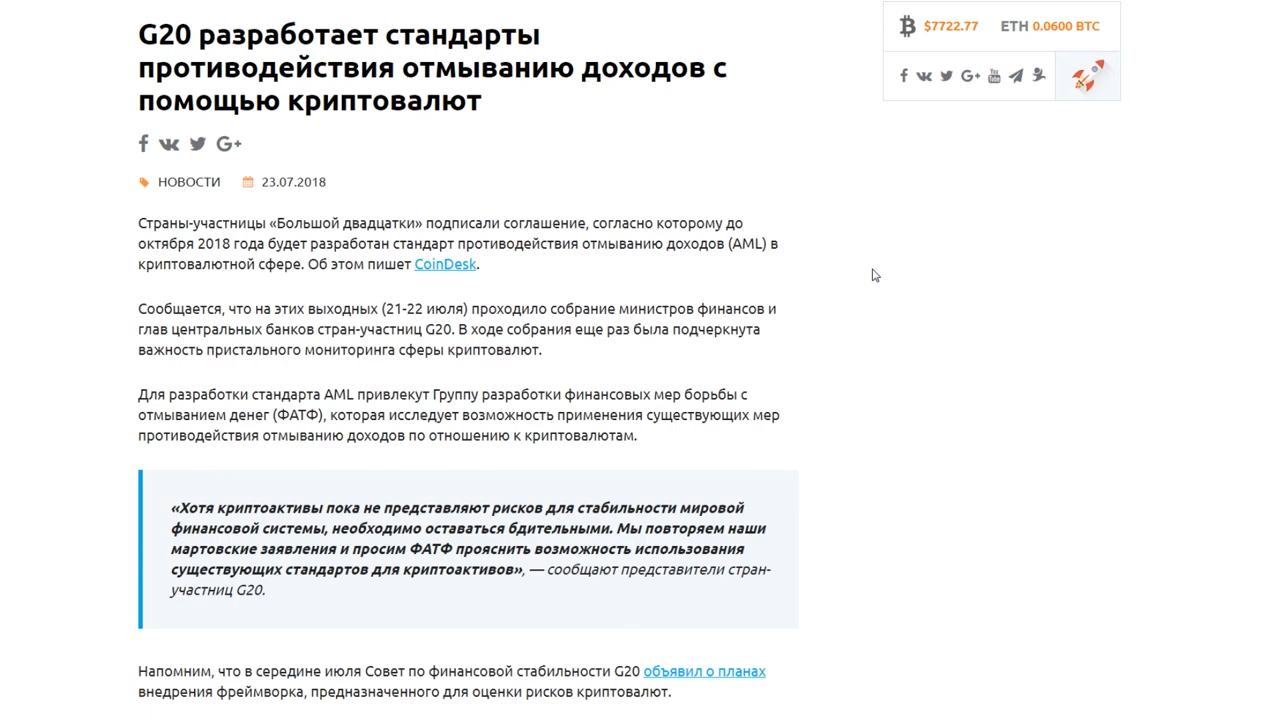 G20 разработает стандарты
противодействия отмыванию доходов с
помощью криптовалют
$7722.77 ETH 0.0600 BTC
НОВОСТИ 23.07.2018
Страны-участницы «Большой двадцатки» подписали соглашение, согласно которому до
октября 2018 года будет разработан стандарт противодействия отмыванию доходов (AML) в
криптовалютной сфере. Об этом пишет CoinDesk.
Сообщается, что на этих выходных (21-22 июля) проходило собрание министров финансов и
глав центральных банков стран-участниц G20. В ходе собрания еще раз была подчеркнута
важность пристального мониторинга сферы криптовалют.
Для разработки стандарта AML привлекут Группу разработки финансовых мер борьбы с
отмыванием денег (ФАТФ), которая исследует возможность применения существующих мер
противодействия отмыванию доходов по отношению к криптовалютам.
«Хотя криптоактивы пока не представляют рисков для стабильности мировой
финансовой системы, необходимо оставаться бдительными. Мы повторяем наши
мартовские заявления и просим ФАТФ прояснить возможность использования
существующих стандартов для криптоактивов», — сообщают представители стран-
участниц G20.
Напомним, что в середине июля Совет по финансовой стабильности G20 объявил о планах
внедрения фреймворка, предназначенного для оценки рисков криптовалют.